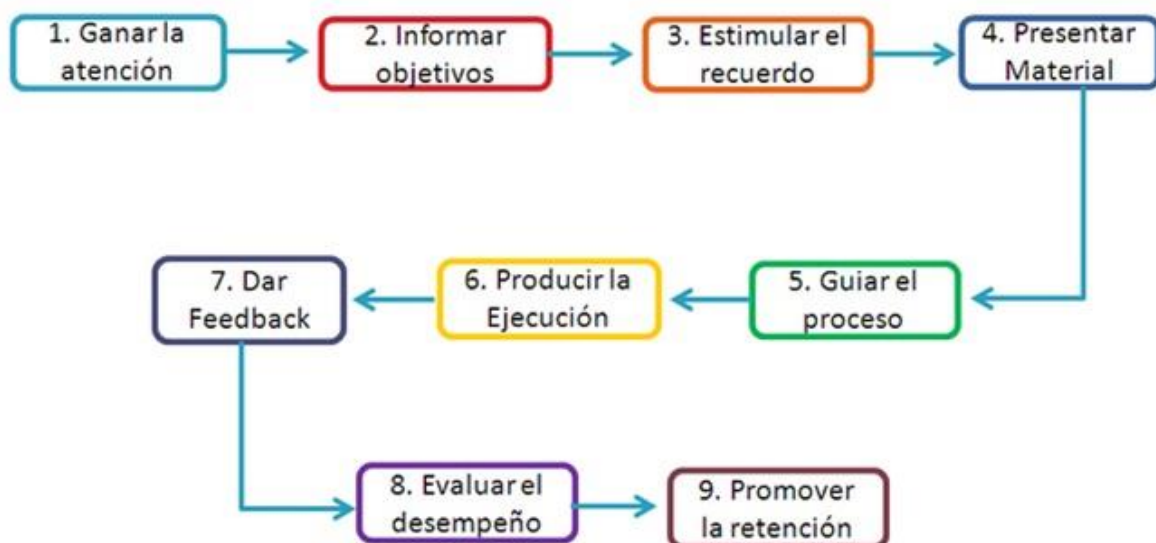 1. Ganar la
atención
2. Informar
objetivos
3. Estimular el
recuerdo
4. Presentar
Material
5. Guiar el
proceso
6. Producir la
Ejecución
7. Dar
Feedback
8. Evaluar el
desempeño
9. Promover
la retención